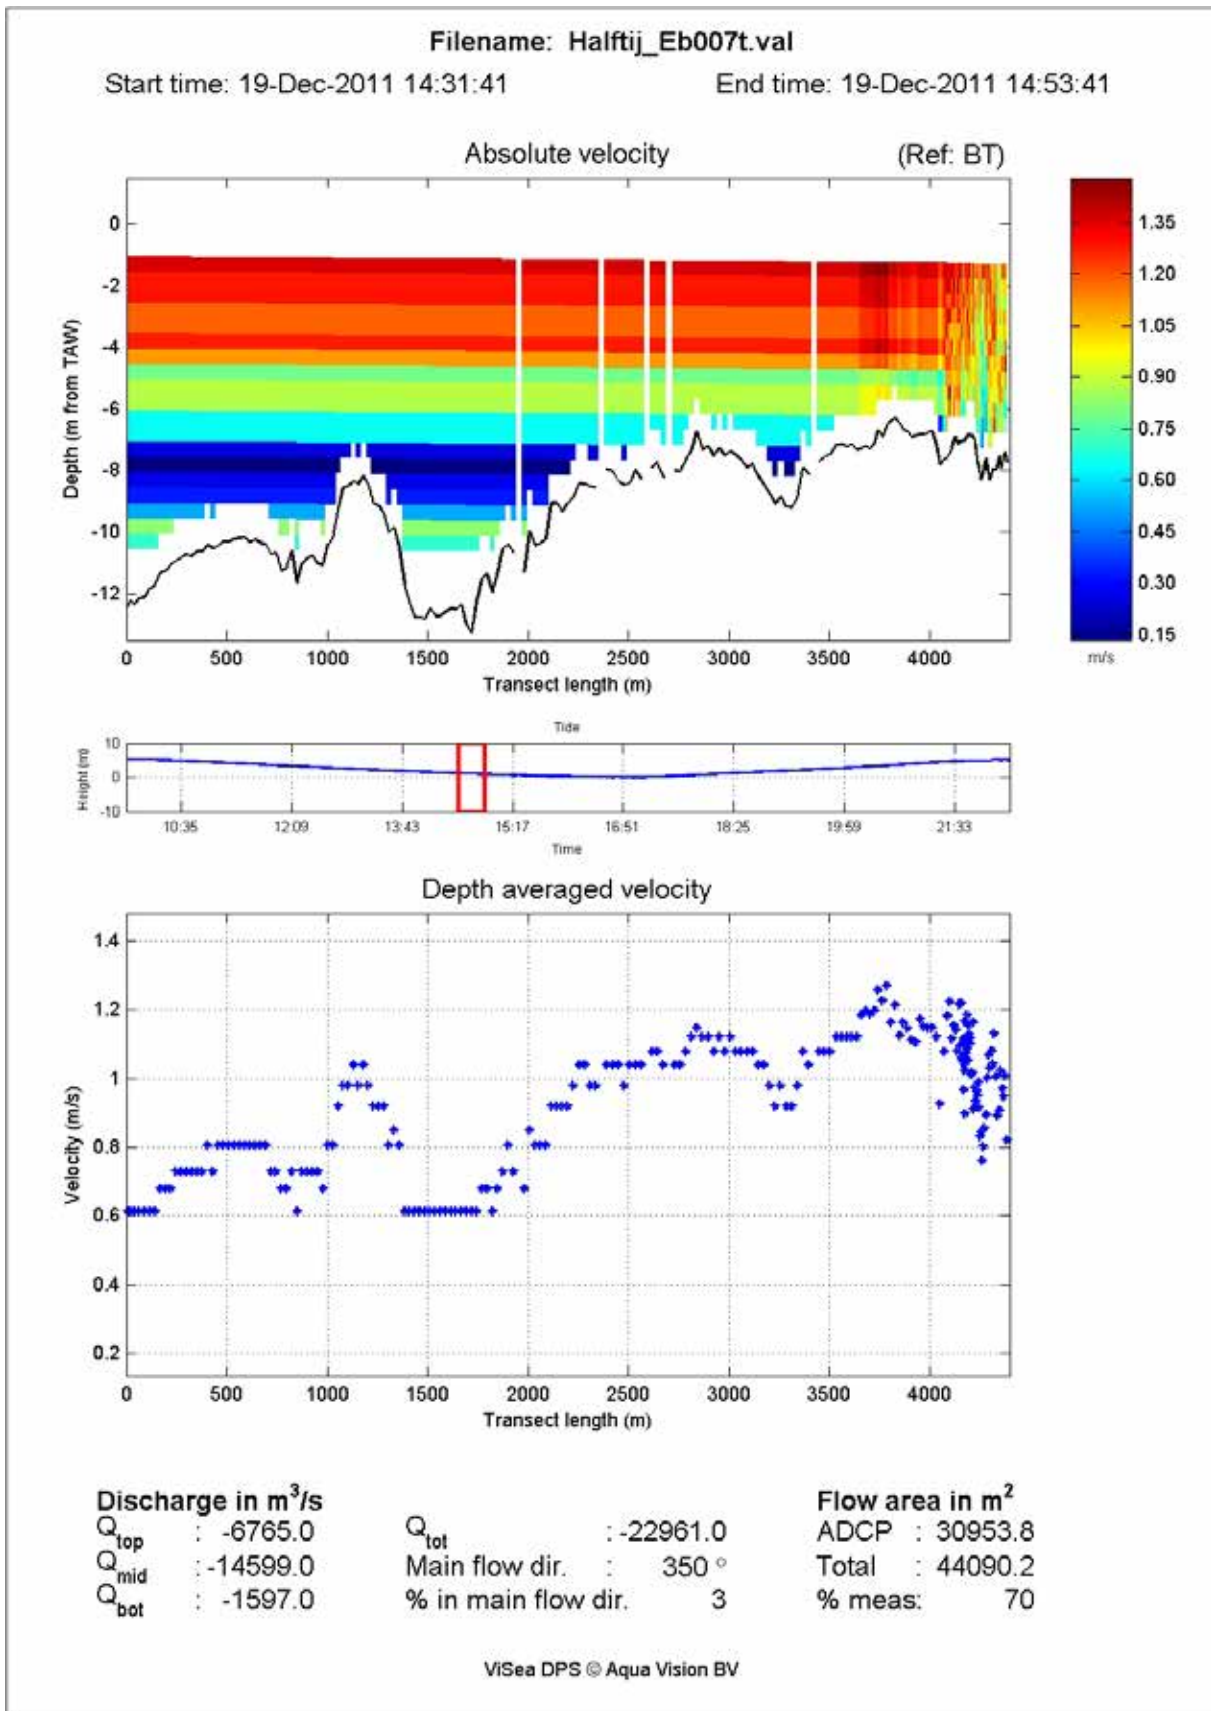 Filename: Halftij_Eb007t.val
Start time: 19-Dec-2011 14:31:41 End time: 19-Dec-2011 14:53:41
Absolute velocity (Ref: BT)
Depth (m from TAW)
0
-2
-4
-6
-8
-10
-12
0 500 1000 1500 2000 2500 3000 3500 4000
Transect length (m)
1.35
1.20
1.05
0.90
0.75
0.60
0.45
0.30
0.15
m/s
Tide
Height (m)
10
0
-10
10:35 12:09 13:43 15:17 16:51 18:25 19:59 21:33
Time
Depth averaged velocity
Velocity (m/s)
1.4
1.2
1
0.8
0.6
0.4
0.2
0 500 1000 1500 2000 2500 3000 3500 4000
Transect length (m)
Discharge in m³/s Flow area in m²
Qtop : -6765.0 Qtot : -22961.0 ADCP : 30953.8
Qmid : -14599.0 Main flow dir. : 350 ° Total : 44090.2
Qbot : -1597.0 % in main flow dir. 3 % meas: 70
ViSea DPS © Aqua Vision BV